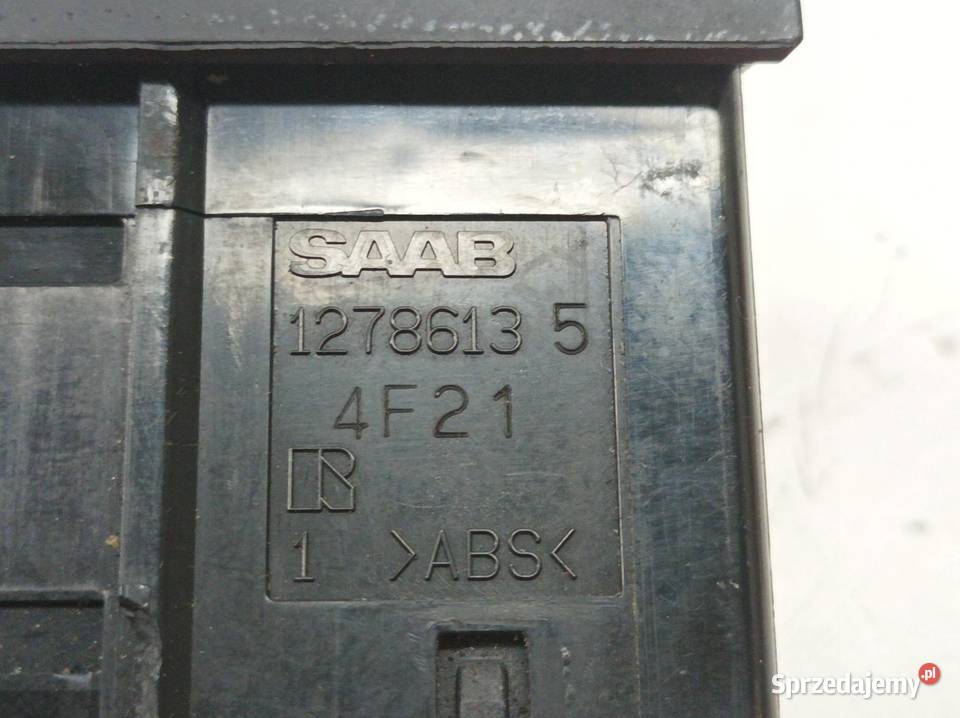 SAAB
1278613 5
4F21
R
1 >ABS<
Sprzedajemy.pl